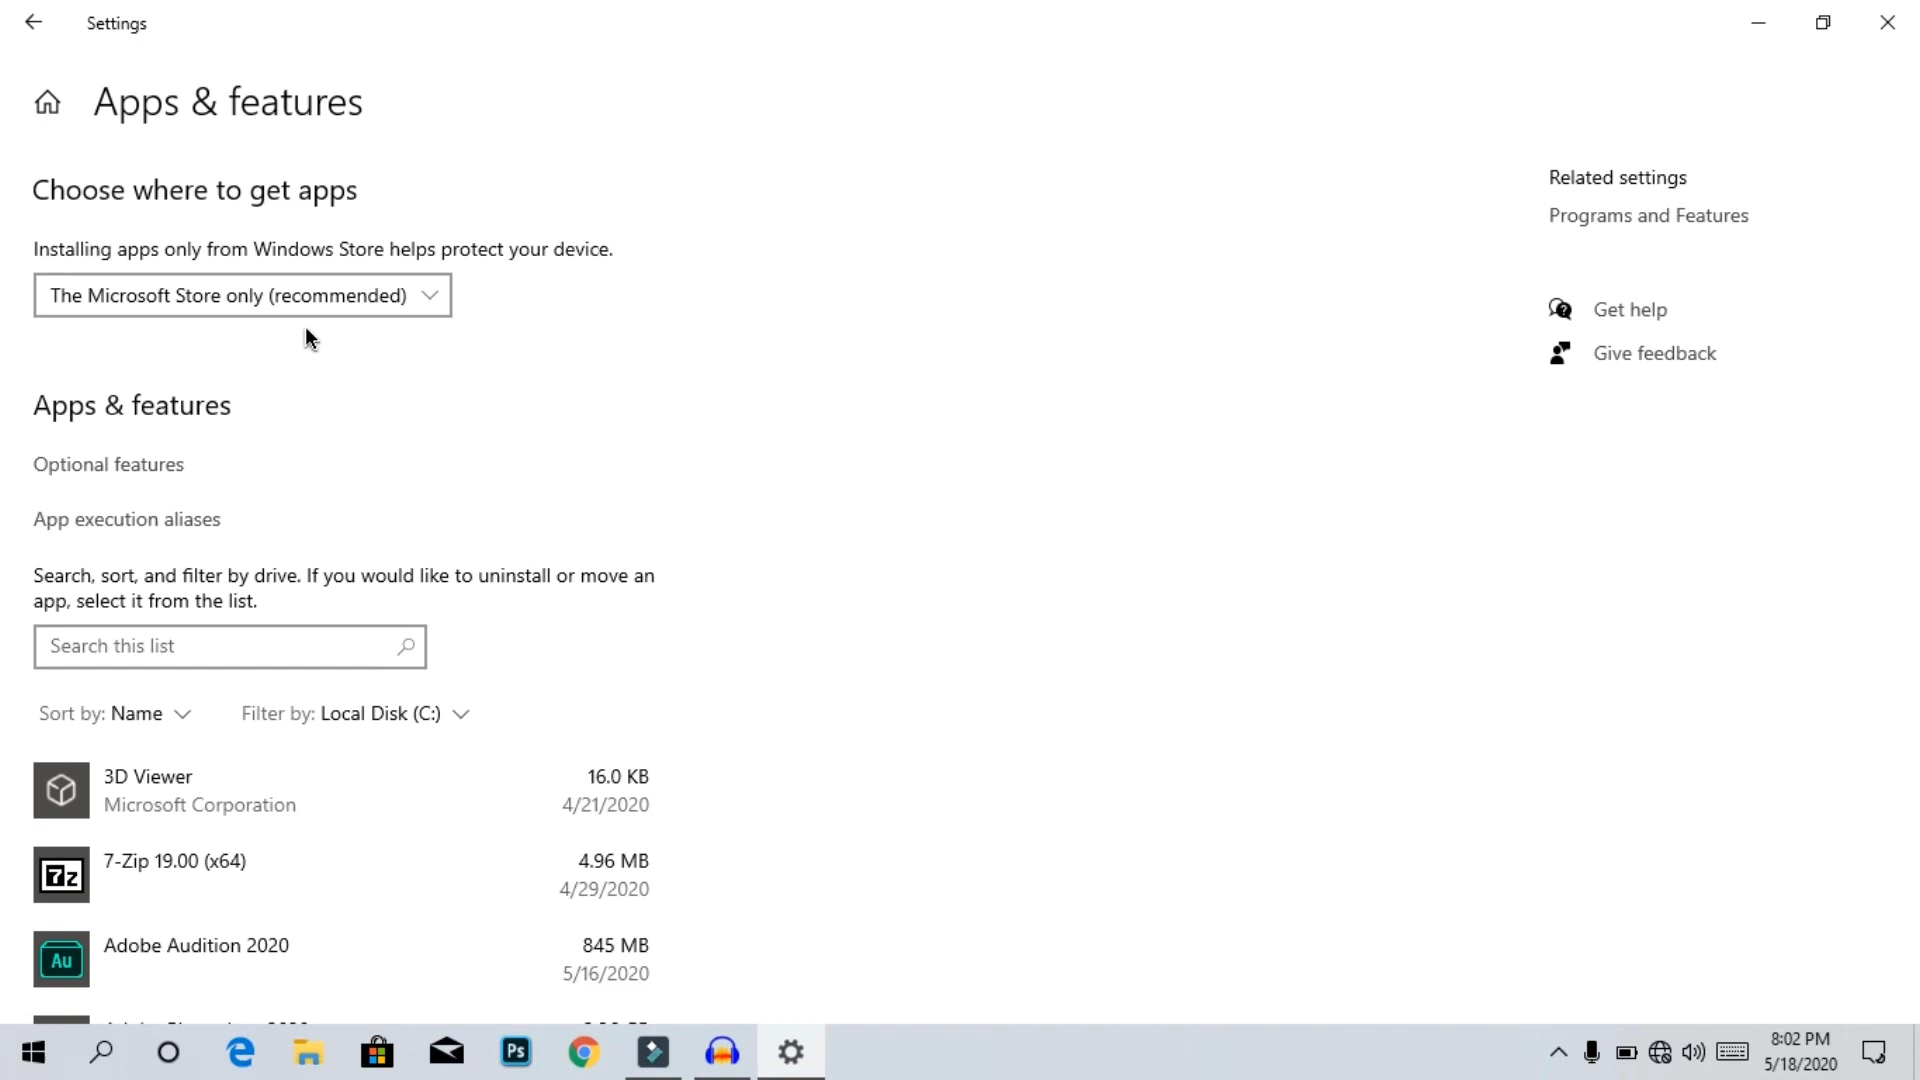 Settings
Apps & features
Choose where to get apps
Installing apps only from Windows Store helps protect your device.
The Microsoft Store only (recommended)
Related settings
Programs and Features
Get help
Give feedback
Apps & features
Optional features
App execution aliases
Search, sort, and filter by drive. If you would like to uninstall or move an
app, select it from the list.
Search this list
Sort by: Name Filter by: Local Disk (C:)
3D Viewer 16.0 KB
Microsoft Corporation 4/21/2020
7z
7-Zip 19.00 (x64) 4.96 MB
4/29/2020
Au
Adobe Audition 2020 845 MB
5/16/2020
Ps
8:02 PM
5/18/2020